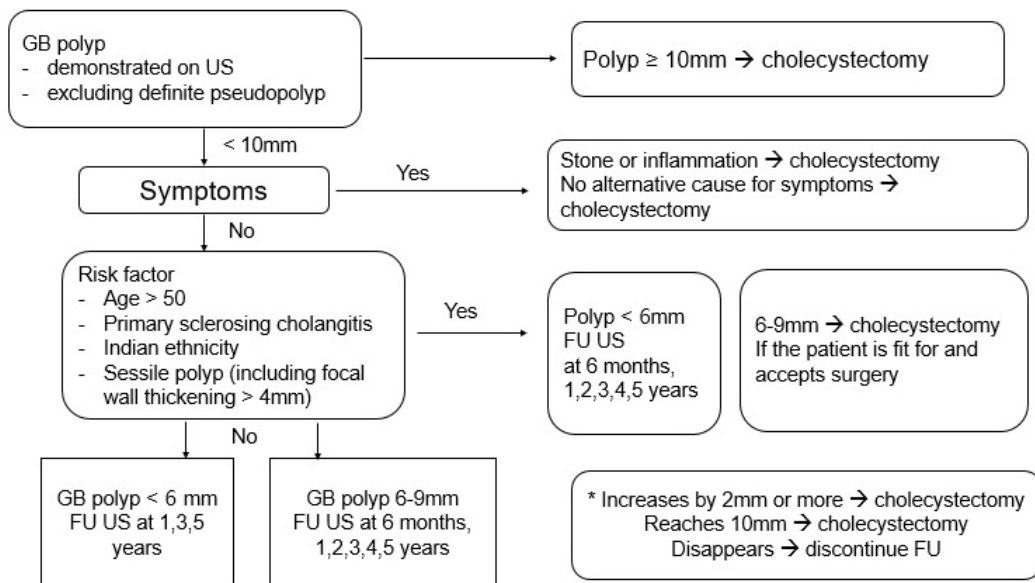 GB polyp
- demonstrated on US
- excluding definite pseudopolyp
Polyp ≥ 10mm → cholecystectomy
< 10mm
Symptoms
Yes
Stone or inflammation → cholecystectomy
No alternative cause for symptoms →
cholecystectomy
No
Risk factor
- Age > 50
- Primary sclerosing cholangitis
- Indian ethnicity
- Sessile polyp (including focal
wall thickening > 4mm)
Yes
Polyp < 6mm
FU US
at 6 months,
1,2,3,4,5 years
6-9mm → cholecystectomy
If the patient is fit for and
accepts surgery
No
GB polyp < 6 mm
FU US at 1,3,5
years
GB polyp 6-9mm
FU US at 6 months,
1,2,3,4,5 years
* Increases by 2mm or more → cholecystectomy
Reaches 10mm → cholecystectomy
Disappears → discontinue FU